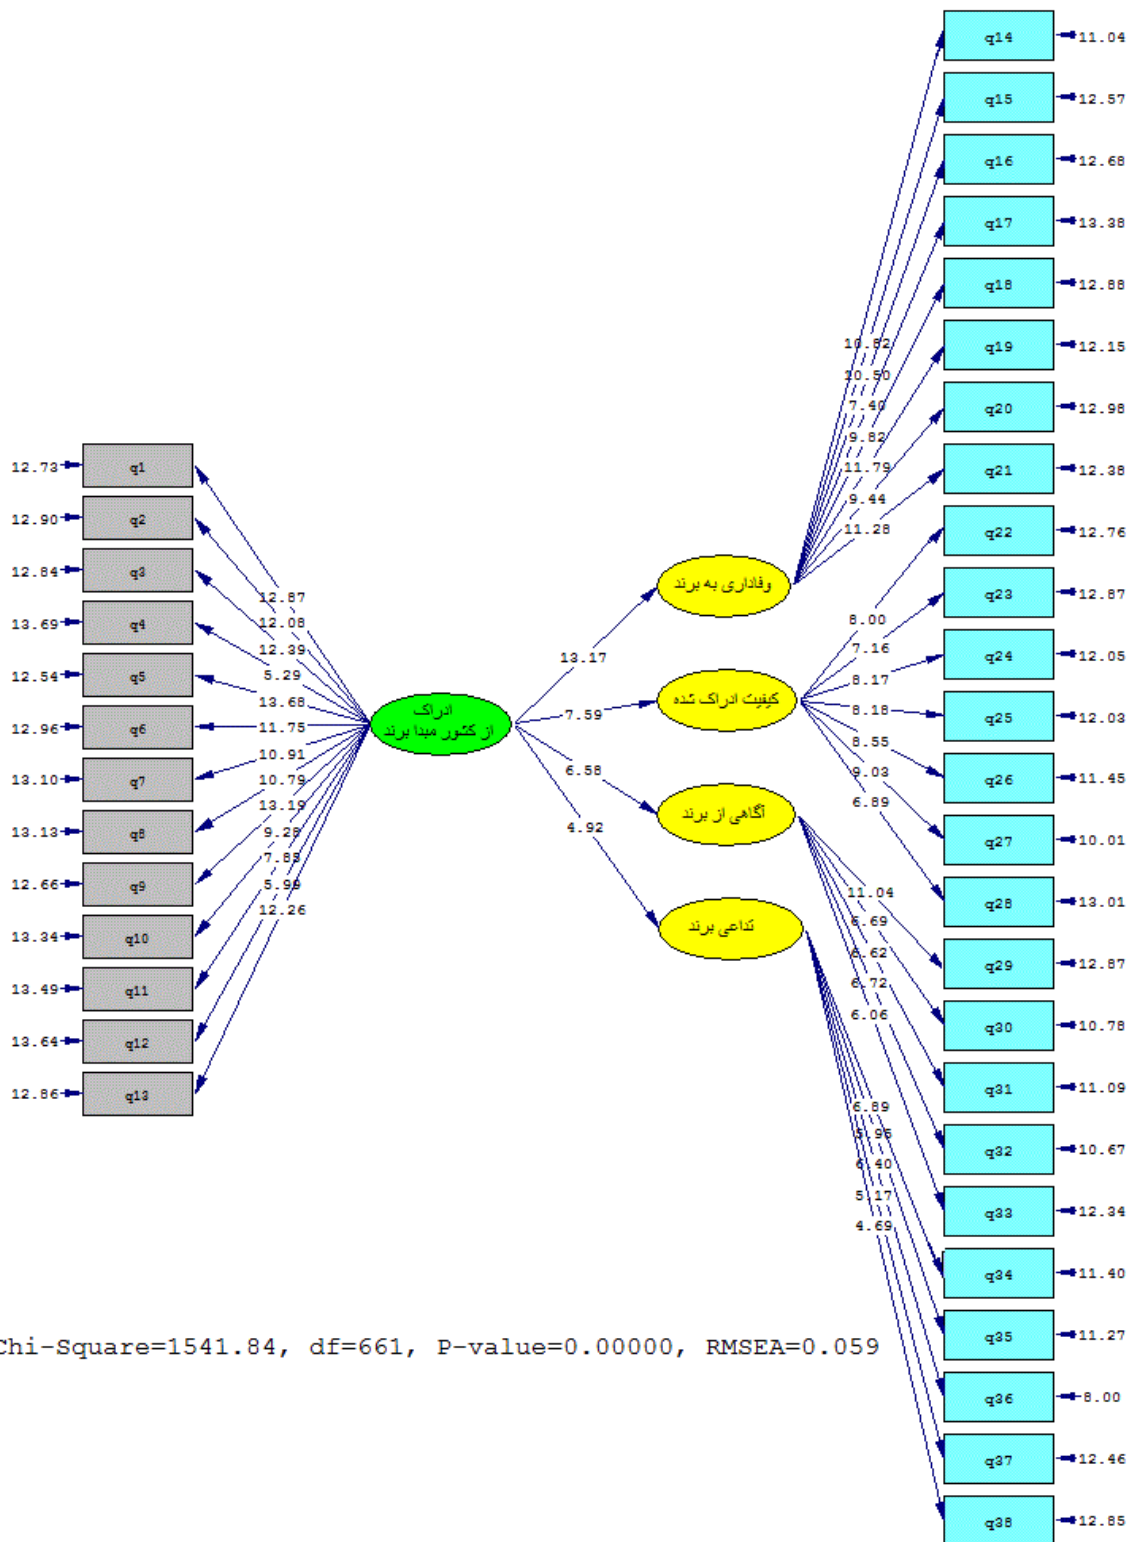 q14
11.04
q15
12.57
q16
12.68
q17
13.38
q18
12.88
q19
12.15
q20
12.98
q21
12.38
q22
12.76
q23
12.87
q24
12.05
q25
12.03
q26
11.45
q27
10.01
q28
13.01
q29
12.87
q30
10.78
q31
11.09
q32
10.67
q33
12.34
q34
11.40
q35
11.27
q36
8.00
q37
12.46
q38
12.85
10.82
10.50
7.40
9.82
11.79
9.44
11.28
8.00
7.16
8.17
8.18
8.55
9.03
6.89
11.04
6.69
6.62
6.72
6.06
6.89
5.95
6.40
5.17
4.69
وفاداری به برند
کیفیت ادراک شده
آگاهی از برند
تداعی برند
13.17
7.59
6.58
4.92
ادراک
از کشور مبدا برند
12.87
12.08
12.39
5.29
13.68
11.75
10.91
10.79
13.19
9.28
7.83
5.99
12.26
12.73
q1
12.90
q2
12.84
q3
13.69
q4
12.54
q5
12.96
q6
13.10
q7
13.13
q8
12.66
q9
13.34
q10
13.49
q11
13.64
q12
12.86
q13
Chi-Square=1541.84, df=661, P-value=0.00000, RMSEA=0.059